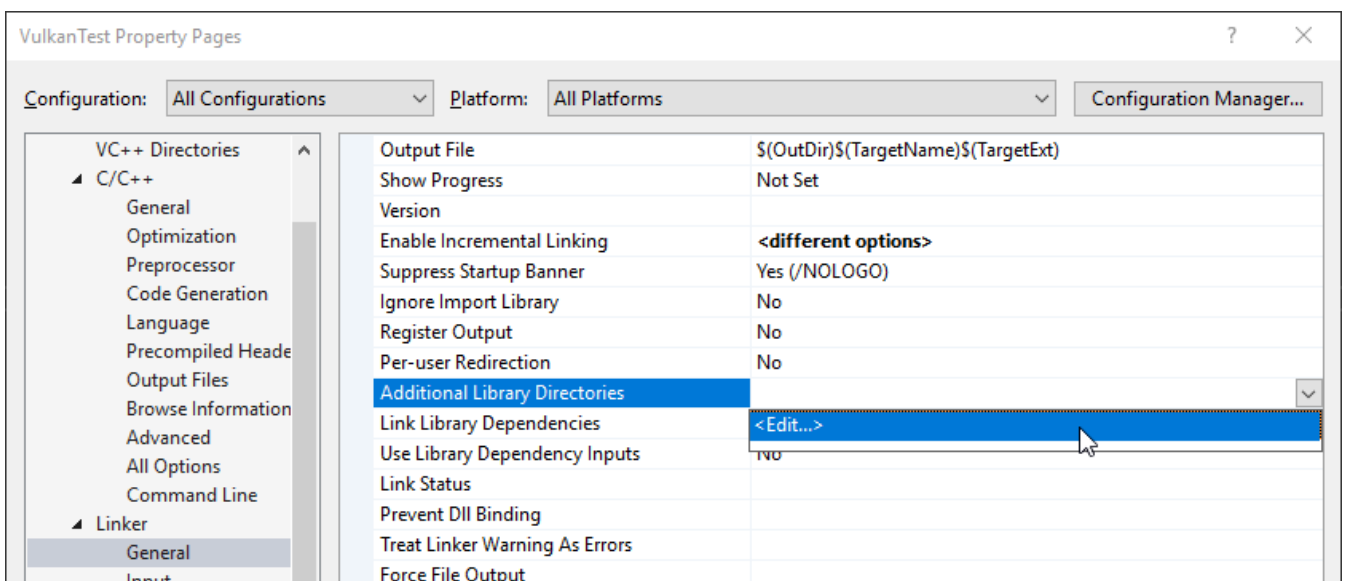 VulkanTest Property Pages ? ×
Configuration: All Configurations Platform: All Platforms Configuration Manager...
VC++ Directories
C/C++
General
Optimization
Preprocessor
Code Generation
Language
Precompiled Heade
Output Files
Browse Information
Advanced
All Options
Command Line
Linker
General
Input
Output File $(OutDir)$(TargetName)$(TargetExt)
Show Progress Not Set
Version
Enable Incremental Linking <different options>
Suppress Startup Banner Yes (/NOLOGO)
Ignore Import Library No
Register Output No
Per-user Redirection No
Additional Library Directories
Link Library Dependencies <Edit...>
Use Library Dependency Inputs No
Link Status
Prevent Dll Binding
Treat Linker Warning As Errors
Force File Output